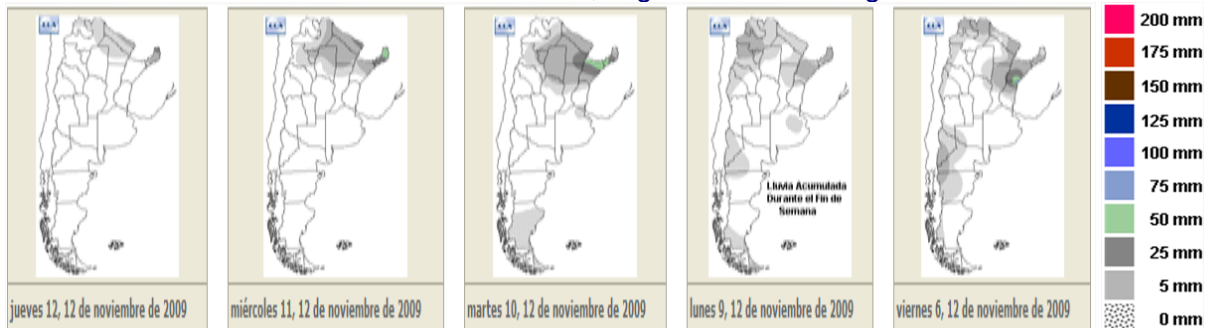 jueves 12, 12 de noviembre de 2009
miércoles 11, 12 de noviembre de 2009
martes 10, 12 de noviembre de 2009
Lluvia Acumulada
Durante el Fin de
Semana
lunes 9, 12 de noviembre de 2009
viernes 6, 12 de noviembre de 2009
200 mm
175 mm
150 mm
125 mm
100 mm
75 mm
50 mm
25 mm
5 mm
0 mm